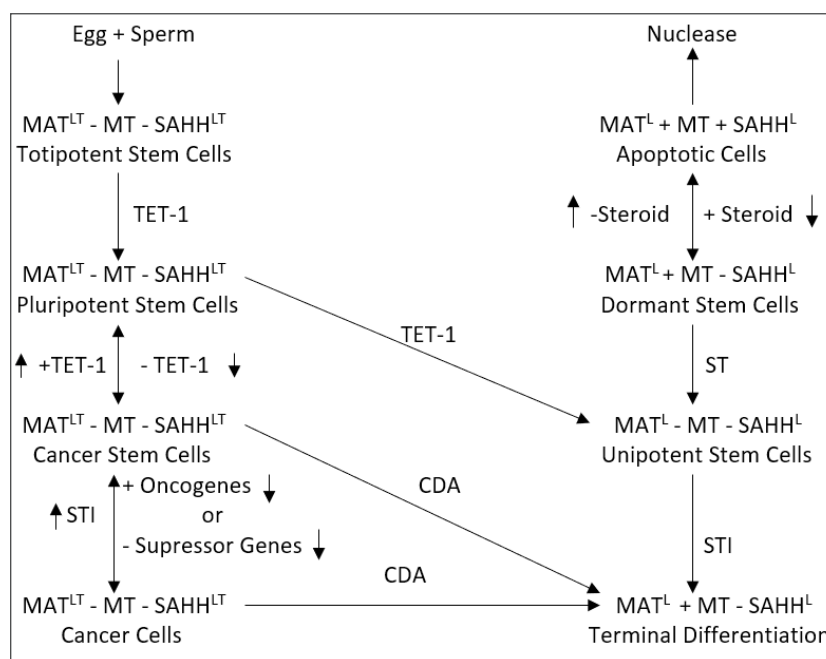 Egg + Sperm
Nuclease
MAT^LT - MT - SAHH^LT
Totipotent Stem Cells
MAT^L + MT + SAHH^L
Apoptotic Cells
TET-1
-Steroid
+ Steroid
MAT^LT - MT - SAHH^LT
Pluripotent Stem Cells
MAT^L + MT - SAHH^L
Dormant Stem Cells
TET-1
+TET-1
- TET-1
ST
MAT^LT - MT - SAHH^LT
Cancer Stem Cells
MAT^L - MT - SAHH^L
Unipotent Stem Cells
+ Oncogenes
STI
or
- Supressor Genes
CDA
STI
CDA
MAT^LT - MT - SAHH^LT
Cancer Cells
MAT^L + MT - SAHH^L
Terminal Differentiation